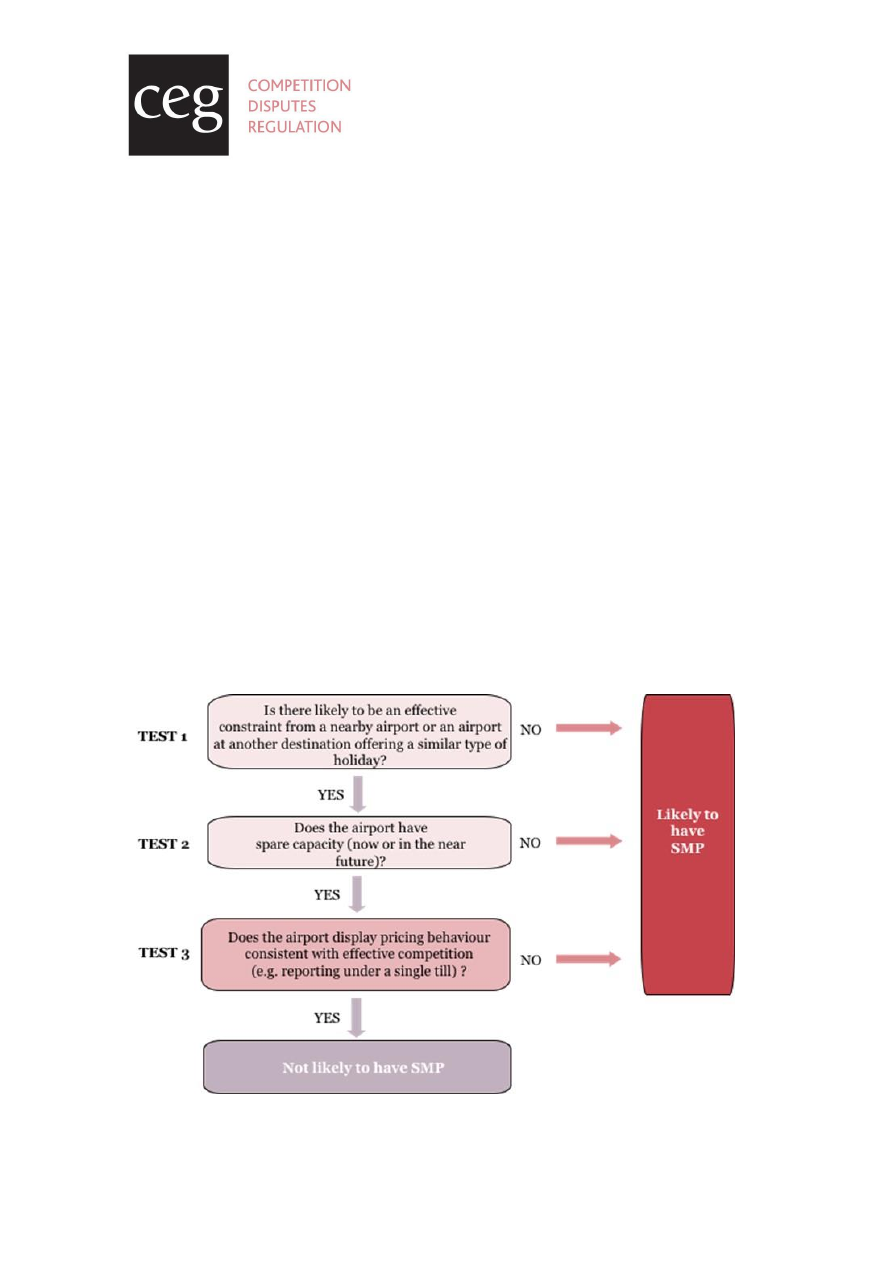 ceg
COMPETITION
DISPUTES
REGULATION
TEST 1
Is there likely to be an effective
constraint from a nearby airport or an airport
at another destination offering a similar type of
holiday?
NO
YES
TEST 2
Does the airport have
spare capacity (now or in the near
future)?
NO
Likely to
have
SMP
YES
TEST 3
Does the airport display pricing behaviour
consistent with effective competition
(e.g. reporting under a single till) ?
NO
YES
Not likely to have SMP